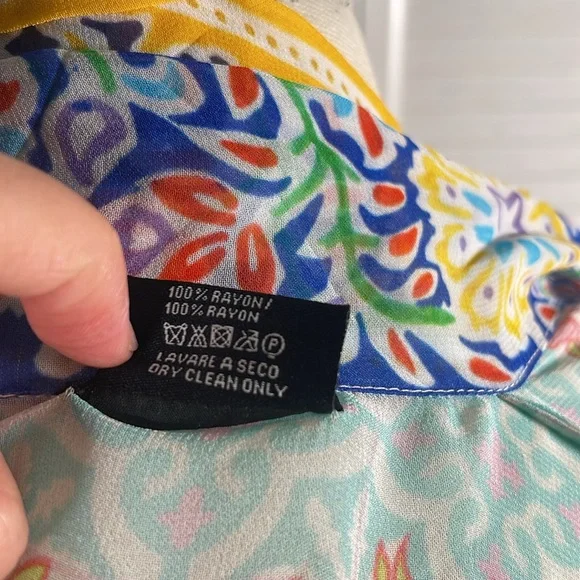 100% RAYON/
100% RAYON
P
LAVARE A SECO
DRY CLEAN ONLY